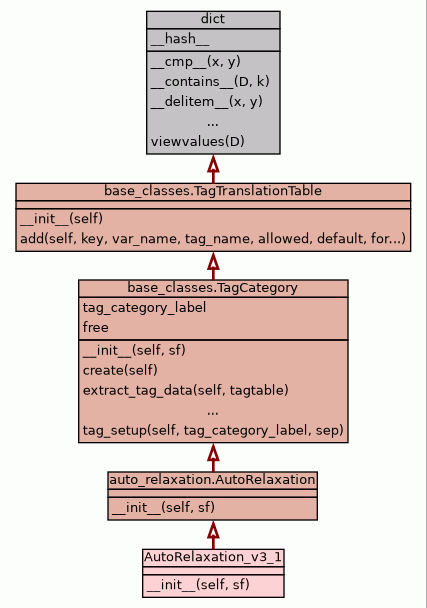 dict
__hash__
__cmp__(x, y)
__contains__(D, k)
__delitem__(x, y)
...
viewvalues(D)
base_classes.TagTranslationTable
__init__(self)
add(self, key, var_name, tag_name, allowed, default, for...)
base_classes.TagCategory
tag_category_label
free
__init__(self, sf)
create(self)
extract_tag_data(self, tagtable)
...
tag_setup(self, tag_category_label, sep)
auto_relaxation.AutoRelaxation
__init__(self, sf)
AutoRelaxation_v3_1
__init__(self, sf)